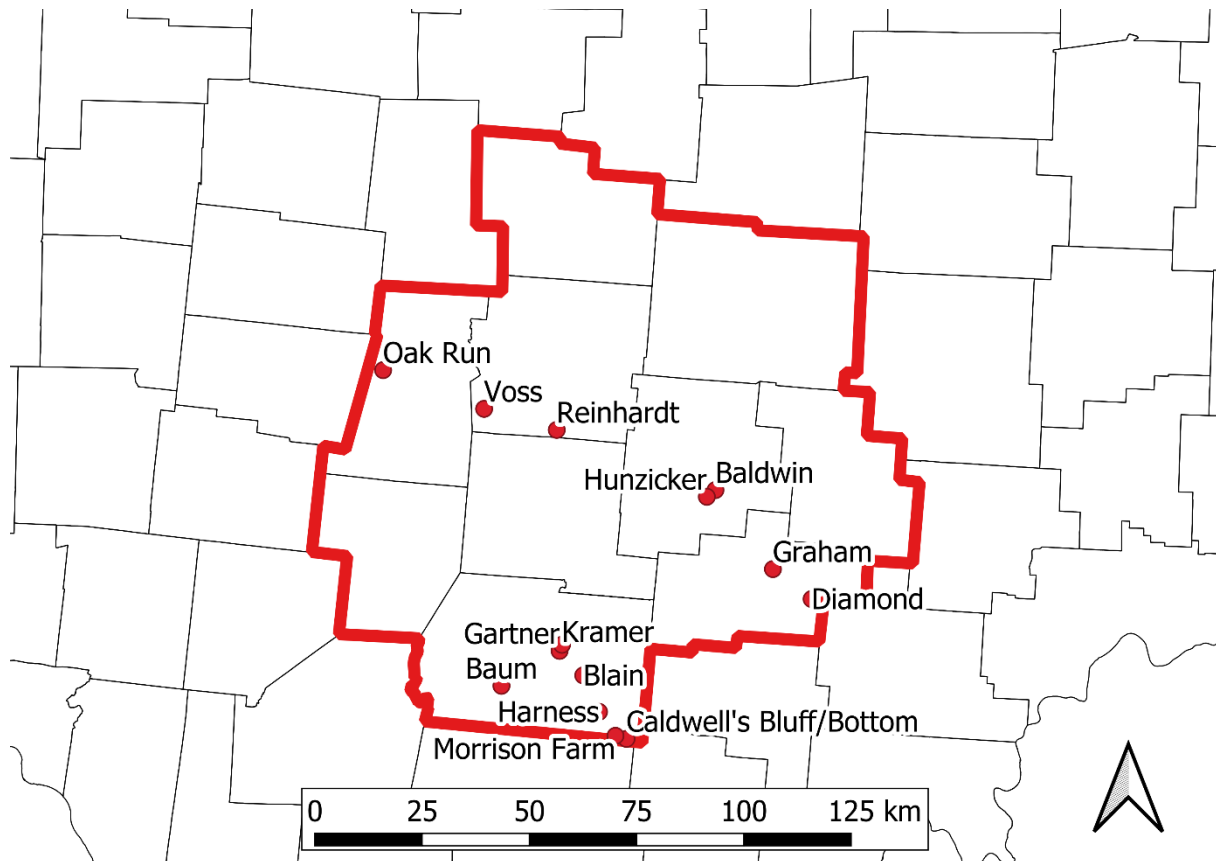 Oak Run
Voss
Reinhardt
Hunzicker
Baldwin
Graham
Diamond
Gartner
Kramer
Baum
Blain
Harness
Caldwell's Bluff/Bottom
Morrison Farm
0 25 50 75 100 125 km